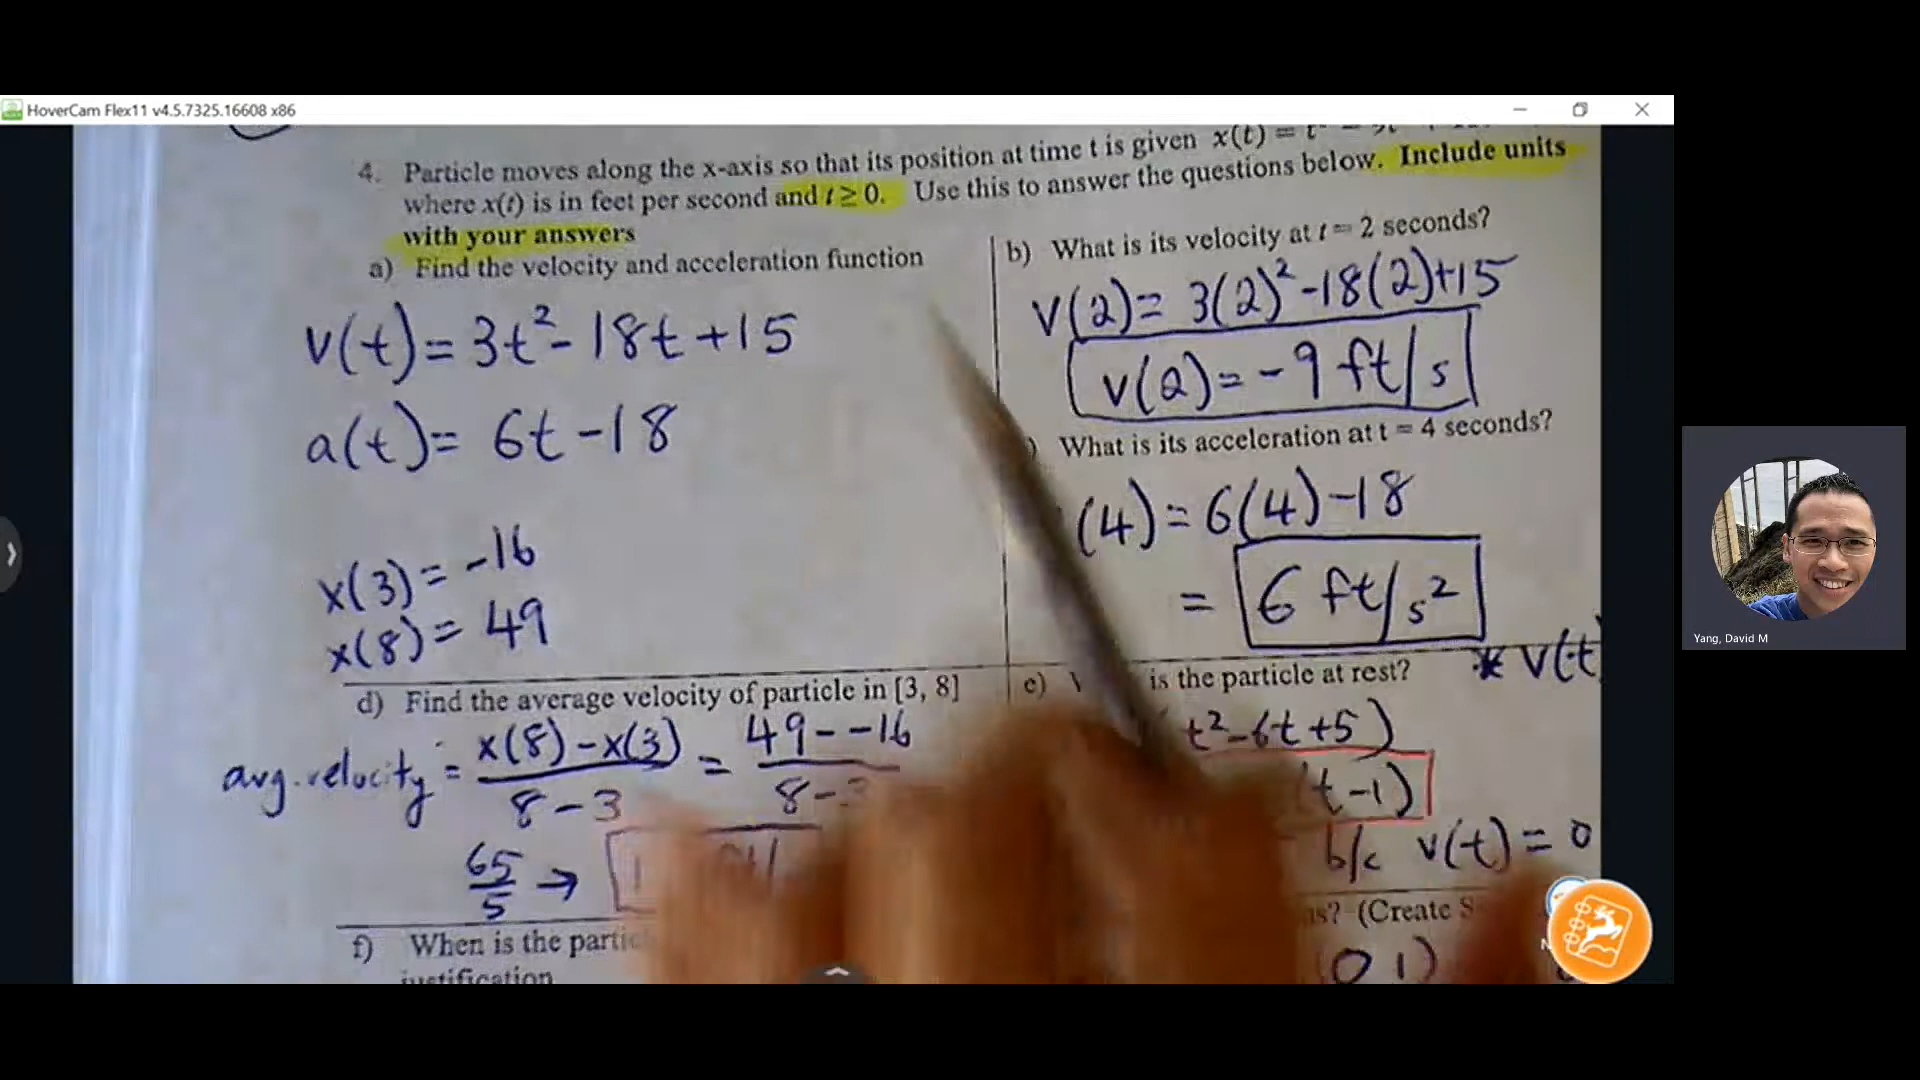 HoverCam Flex11 v4.5.7325.16608 x86
4. Particle moves along the x-axis so that its position at time t is given x(t) = t
where x(t) is in feet per second and t ≥ 0. Use this to answer the questions below. Include units
with your answers
a) Find the velocity and acceleration function
v(t)= 3t²- 18t +15
a(t)= 6t -18
x(3)= -16
x(8)= 49
b) What is its velocity at t = 2 seconds?
v(2)= 3(2)²-18(2)+15
v(2)= -9 ft/s
) What is its acceleration at t = 4 seconds?
(4)= 6(4)-18
= 6 ft/s²
d) Find the average velocity of particle in [3, 8]
avg. velocity = x(8)-x(3) / 8-3 = 49--16 / 8-3
65/5 →
e) is the particle at rest? * v(t)
t²-6t+5)
(t-1)
b/c v(t)= 0
f) When is the partic
justification
ns? (Create S
(0 1)
Yang, David M